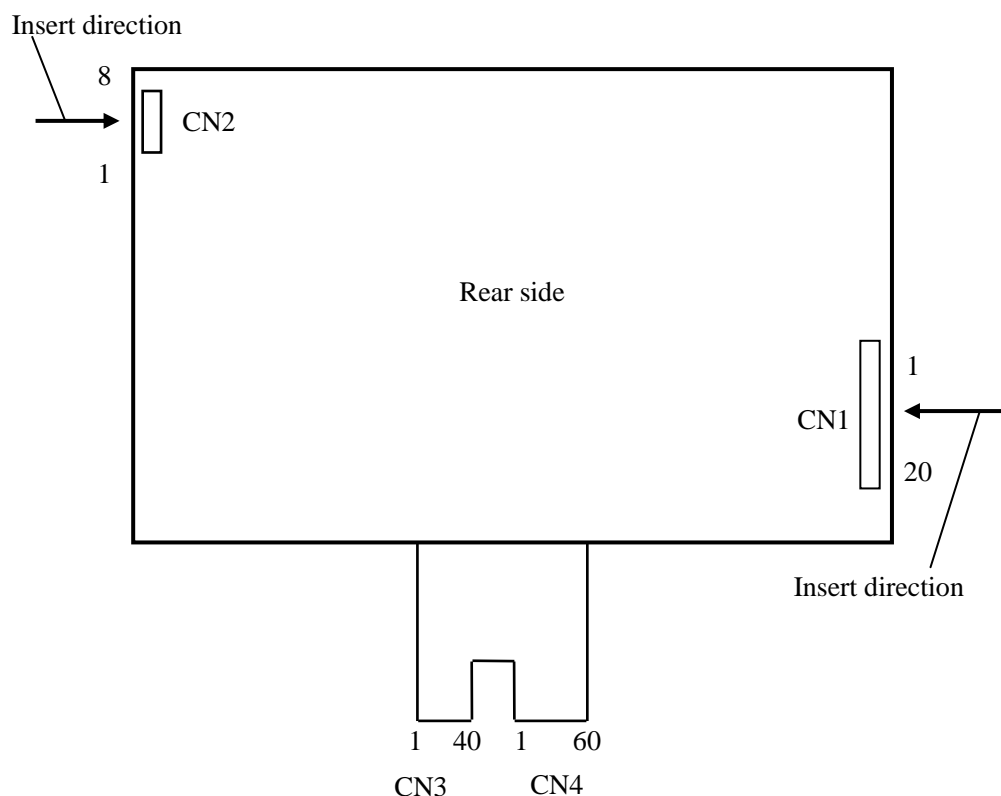 Insert direction
8
CN2
1
Rear side
1
CN1
20
Insert direction
1 40 1 60
CN3 CN4